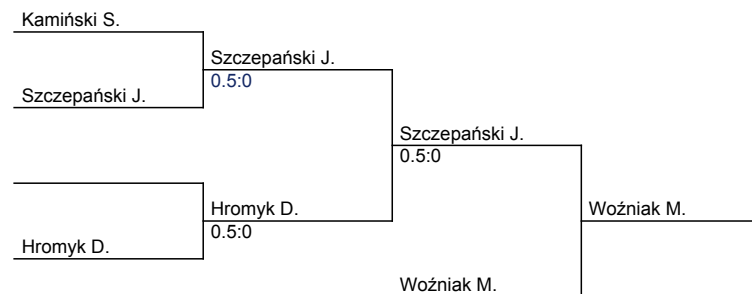 Kamiński S.
Szczepański J.
0.5:0
Szczepański J.
Szczepański J.
0.5:0
Hromyk D.
0.5:0
Woźniak M.
Hromyk D.
Woźniak M.